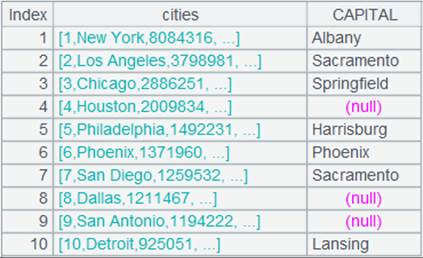 Index cities CAPITAL
1 [1,New York,8084316, ...] Albany
2 [2,Los Angeles,3798981, ...] Sacramento
3 [3,Chicago,2886251, ...] Springfield
4 [4,Houston,2009834, ...] (null)
5 [5,Philadelphia,1492231, ...] Harrisburg
6 [6,Phoenix,1371960, ...] Phoenix
7 [7,San Diego,1259532, ...] Sacramento
8 [8,Dallas,1211467, ...] (null)
9 [9,San Antonio,1194222, ...] (null)
10 [10,Detroit,925051, ...] Lansing